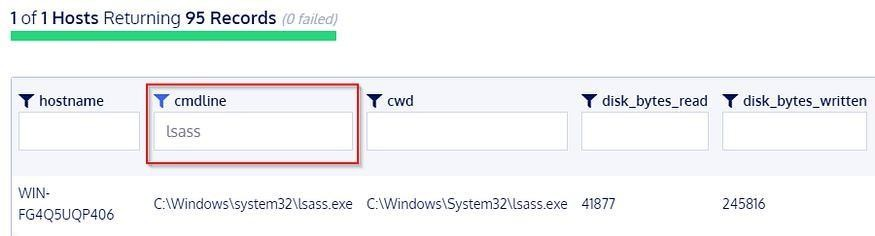 1 of 1 Hosts Returning 95 Records (0 failed)
hostname cmdline cwd disk_bytes_read disk_bytes_written
lsass
WIN-
FG4Q5UQP406 C:\Windows\system32\lsass.exe C:\Windows\System32\lsass.exe 41877 245816